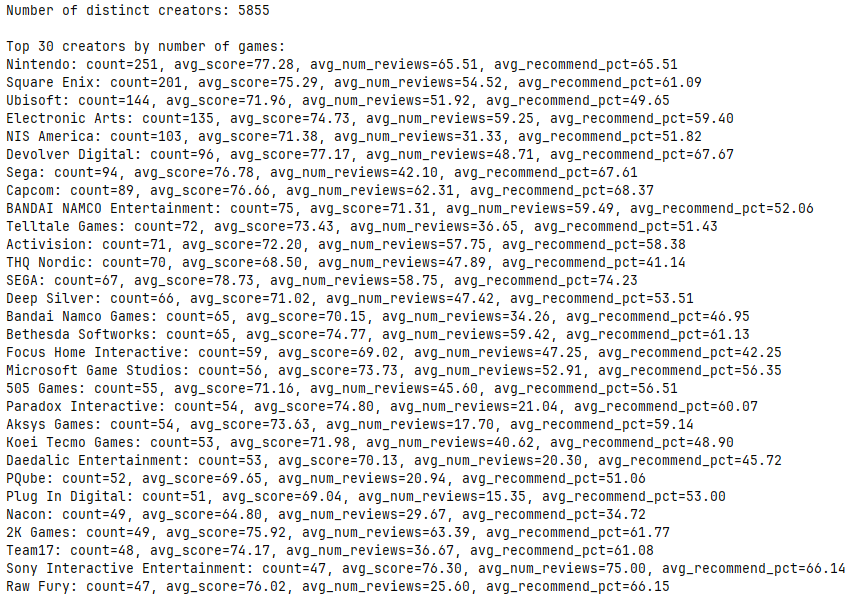 Number of distinct creators: 5855
Top 30 creators by number of games:
Nintendo: count=251, avg_score=77.28, avg_num_reviews=65.51, avg_recommend_pct=65.51
Square Enix: count=201, avg_score=75.29, avg_num_reviews=54.52, avg_recommend_pct=61.09
Ubisoft: count=144, avg_score=71.96, avg_num_reviews=51.92, avg_recommend_pct=49.65
Electronic Arts: count=135, avg_score=74.73, avg_num_reviews=59.25, avg_recommend_pct=59.40
NIS America: count=103, avg_score=71.38, avg_num_reviews=31.33, avg_recommend_pct=51.82
Devolver Digital: count=96, avg_score=77.17, avg_num_reviews=48.71, avg_recommend_pct=67.67
Sega: count=94, avg_score=76.78, avg_num_reviews=42.10, avg_recommend_pct=67.61
Capcom: count=89, avg_score=76.66, avg_num_reviews=62.31, avg_recommend_pct=68.37
BANDAI NAMCO Entertainment: count=75, avg_score=71.31, avg_num_reviews=59.49, avg_recommend_pct=52.06
Telltale Games: count=72, avg_score=73.43, avg_num_reviews=36.65, avg_recommend_pct=51.43
Activision: count=71, avg_score=72.20, avg_num_reviews=57.75, avg_recommend_pct=58.38
THQ Nordic: count=70, avg_score=68.50, avg_num_reviews=47.89, avg_recommend_pct=41.14
SEGA: count=67, avg_score=78.73, avg_num_reviews=58.75, avg_recommend_pct=74.23
Deep Silver: count=66, avg_score=71.02, avg_num_reviews=47.42, avg_recommend_pct=53.51
Bandai Namco Games: count=65, avg_score=70.15, avg_num_reviews=34.26, avg_recommend_pct=46.95
Bethesda Softworks: count=65, avg_score=74.77, avg_num_reviews=59.42, avg_recommend_pct=61.13
Focus Home Interactive: count=59, avg_score=69.02, avg_num_reviews=47.25, avg_recommend_pct=42.25
Microsoft Game Studios: count=56, avg_score=73.73, avg_num_reviews=52.91, avg_recommend_pct=56.35
505 Games: count=55, avg_score=71.16, avg_num_reviews=45.60, avg_recommend_pct=56.51
Paradox Interactive: count=54, avg_score=74.80, avg_num_reviews=21.04, avg_recommend_pct=60.07
Aksys Games: count=54, avg_score=73.63, avg_num_reviews=17.70, avg_recommend_pct=59.14
Koei Tecmo Games: count=53, avg_score=71.98, avg_num_reviews=40.62, avg_recommend_pct=48.90
Daedalic Entertainment: count=53, avg_score=70.13, avg_num_reviews=20.30, avg_recommend_pct=45.72
PQube: count=52, avg_score=69.65, avg_num_reviews=20.94, avg_recommend_pct=51.06
Plug In Digital: count=51, avg_score=69.04, avg_num_reviews=15.35, avg_recommend_pct=53.00
Nacon: count=49, avg_score=64.80, avg_num_reviews=29.67, avg_recommend_pct=34.72
2K Games: count=49, avg_score=75.92, avg_num_reviews=63.39, avg_recommend_pct=61.77
Team17: count=48, avg_score=74.17, avg_num_reviews=36.67, avg_recommend_pct=61.08
Sony Interactive Entertainment: count=47, avg_score=76.30, avg_num_reviews=75.00, avg_recommend_pct=66.14
Raw Fury: count=47, avg_score=76.02, avg_num_reviews=25.60, avg_recommend_pct=66.15